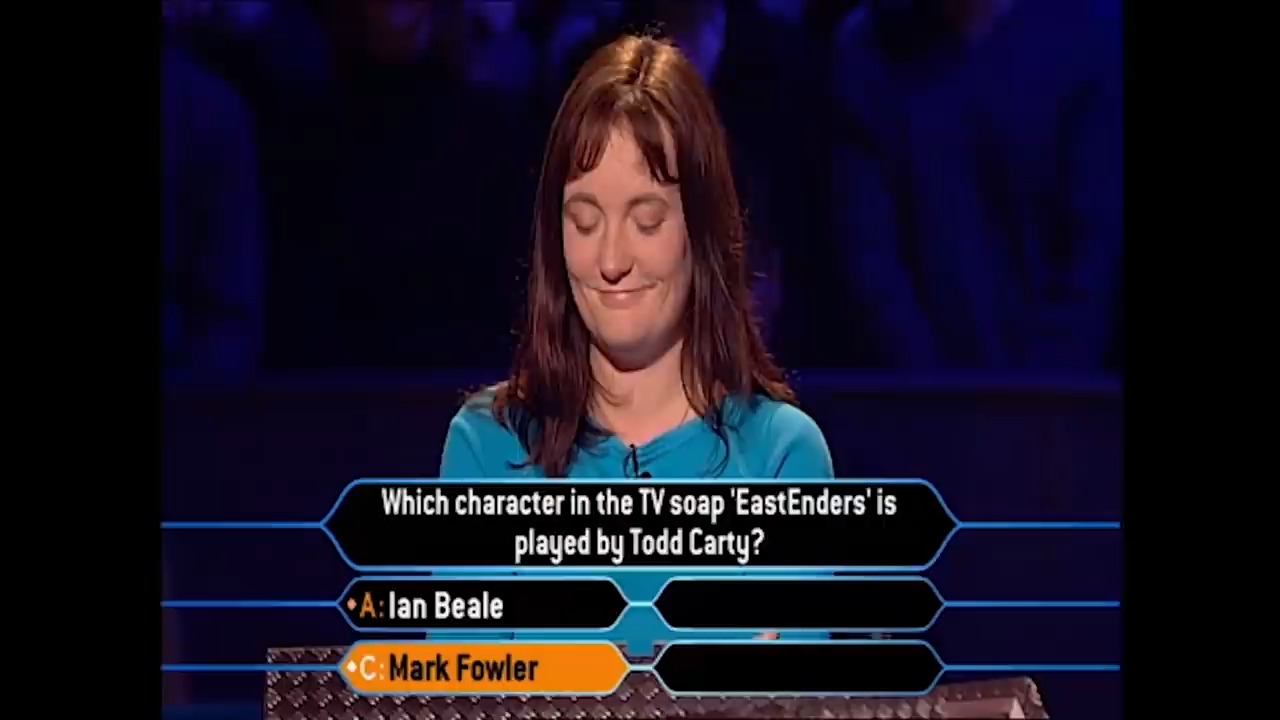 Which character in the TV soap 'EastEnders' is
played by Todd Carty?
A: Ian Beale
C: Mark Fowler